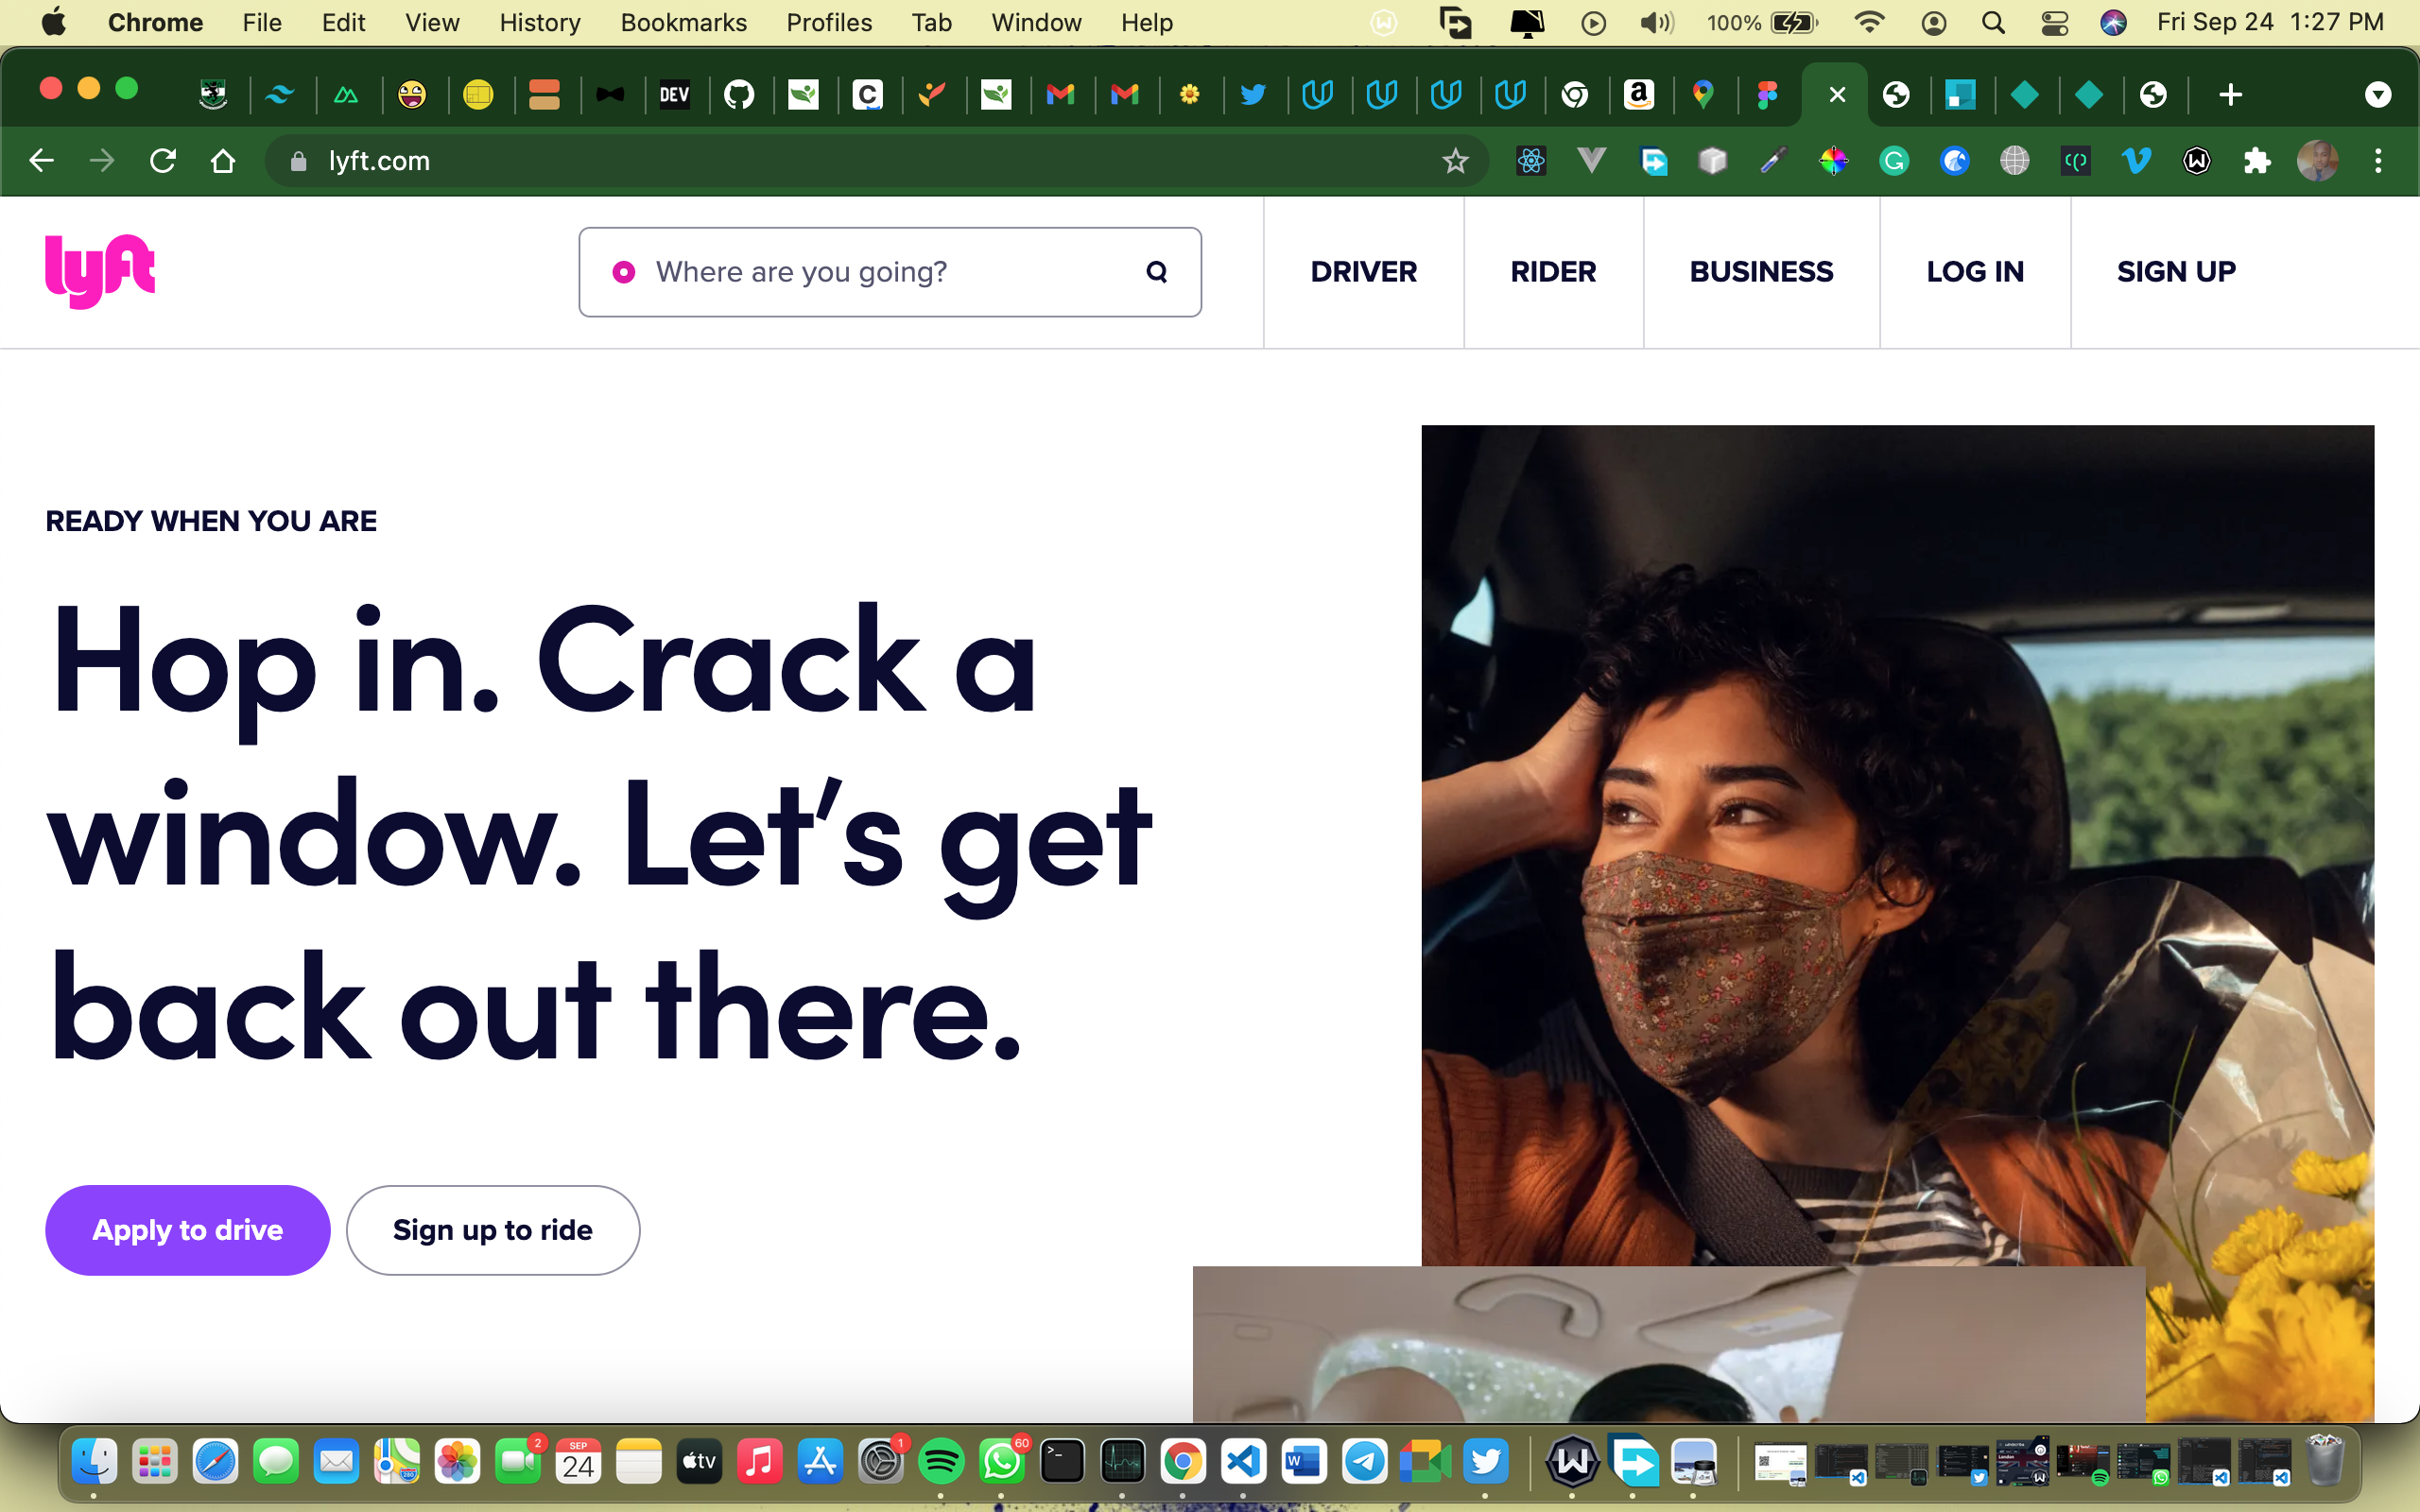 Chrome File Edit View History Bookmarks Profiles Tab Window Help 100% Fri Sep 24 1:27 PM
DEV
lyft.com
lyft
Where are you going?
DRIVER RIDER BUSINESS LOG IN SIGN UP
READY WHEN YOU ARE
Hop in. Crack a
window. Let's get
back out there.
Apply to drive Sign up to ride
2 SEP 24 tv 1 60